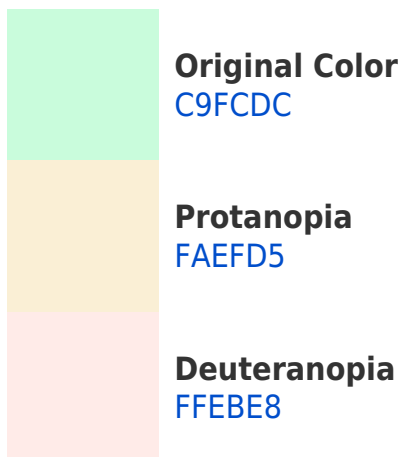 Original Color
C9FCDC
Protanopia
FAEFD5
Deuteranopia
FFEBE8